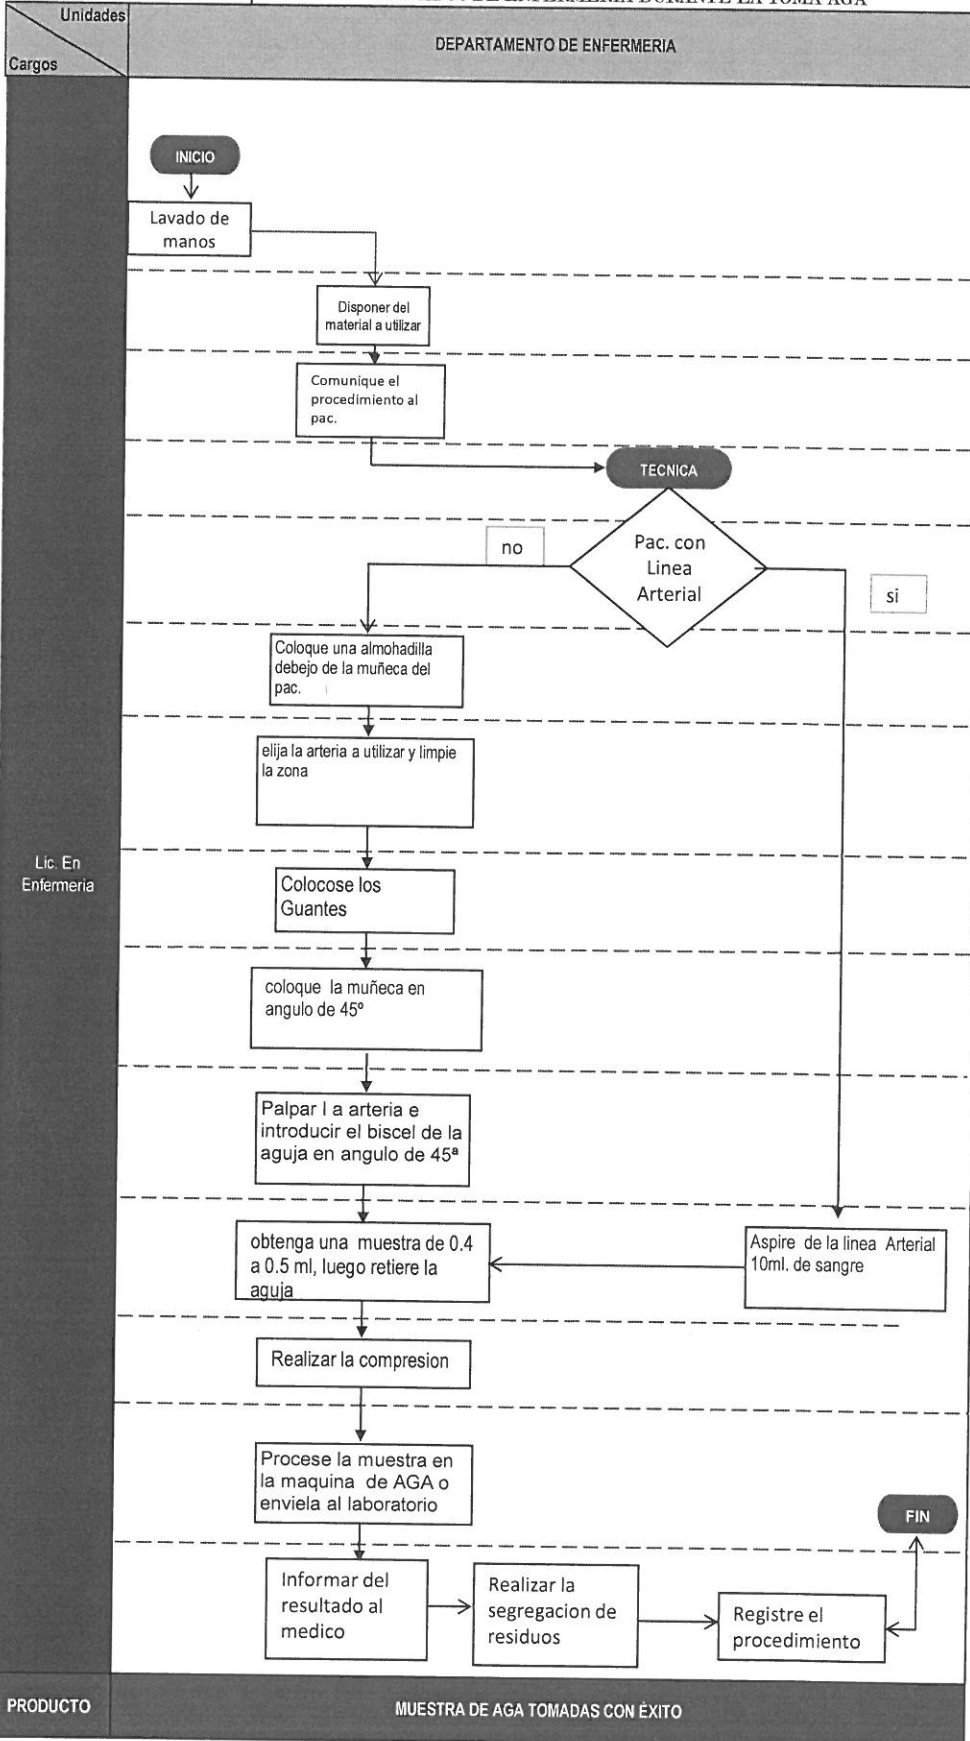 DE ENFERMERIA DURANTE LA TOMA AGA
Unidades
Cargos
DEPARTAMENTO DE ENFERMERIA
INICIO
Lavado de
manos
Disponer del
material a utilizar
Comunique el
procedimiento al
pac.
TECNICA
Pac. con
Linea
Arterial
no
si
Coloque una almohadilla
debejo de la muñeca del
pac.
elija la arteria a utilizar y limpie
la zona
Lic. En
Enfermeria
Colocose los
Guantes
coloque la muñeca en
angulo de 45º
Palpar l a arteria e
introducir el biscel de la
aguja en angulo de 45ª
obtenga una muestra de 0.4
a 0.5 ml, luego retiere la
aguja
Aspire de la linea Arterial
10ml. de sangre
Realizar la compresion
Procese la muestra en
la maquina de AGA o
enviela al laboratorio
FIN
Informar del
resultado al
medico
Realizar la
segregacion de
residuos
Registre el
procedimiento
PRODUCTO
MUESTRA DE AGA TOMADAS CON ÉXITO